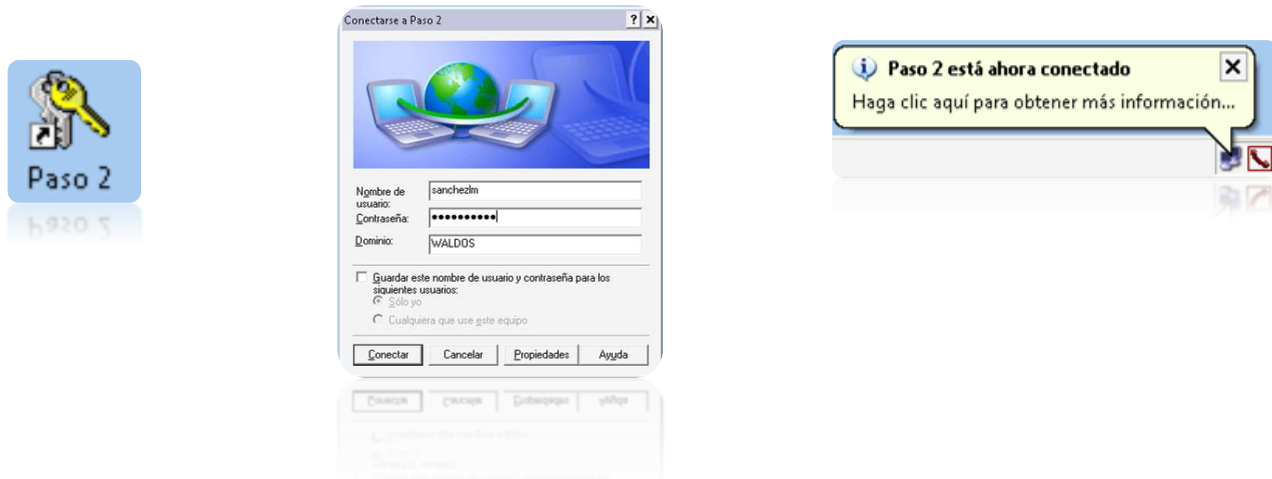 Paso 2
Conectarse a Paso 2
Nombre de
usuario:
sanchezlm
Contraseña:
••••••••••
Dominio:
WALDOS
Guardar este nombre de usuario y contraseña para los
siguientes usuarios:
Sólo yo
Cualquiera que use este equipo
Conectar
Cancelar
Propiedades
Ayuda
Paso 2 está ahora conectado
Haga clic aquí para obtener más información...